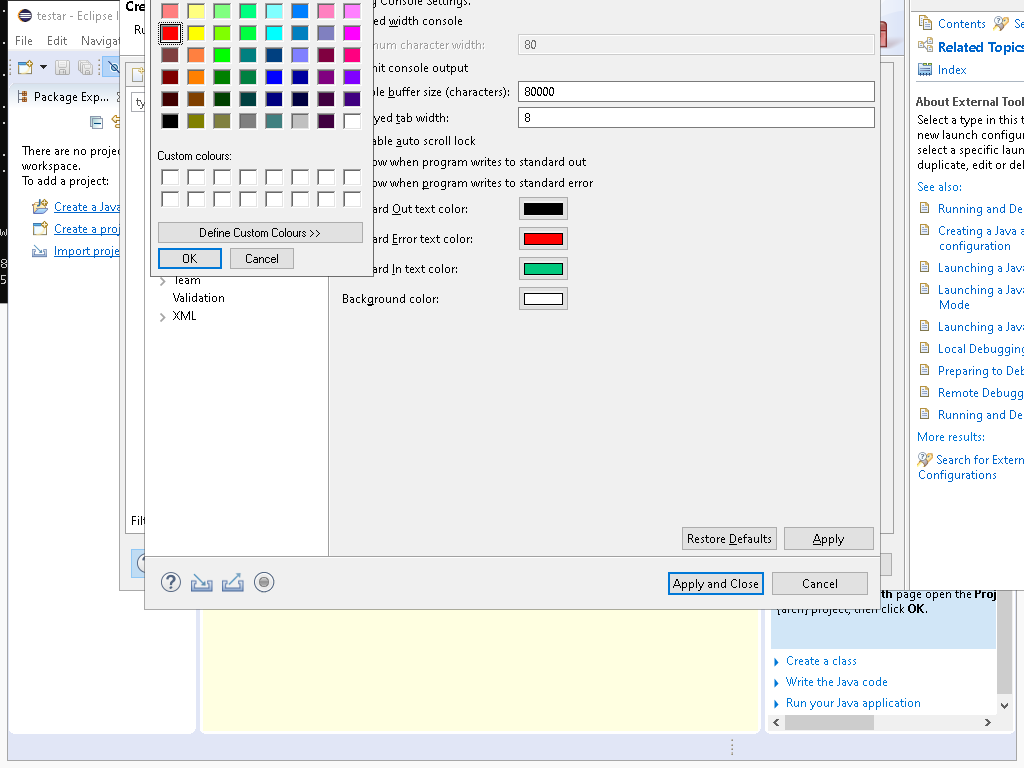 testar - Eclipse
File Edit Navigat
Package Exp...
There are no proje
workspace.
To add a project:
Create a Java
Create a proj
Import proje
Cre
Ru
ty
Filt
Custom colours:
Define Custom Colours >>
OK
Cancel
Team
Validation
XML
Console Settings.
ed width console
num character width:
80
nit console output
le buffer size (characters):
80000
yed tab width:
8
able auto scroll lock
ow when program writes to standard out
ow when program writes to standard error
ard Out text color:
ard Error text color:
ard In text color:
Background color:
Restore Defaults
Apply
Apply and Close
Cancel
Contents
Se
Related Topics
Index
About External Tool
Select a type in this t
new launch configur
select a specific laun
duplicate, edit or del
See also:
Running and De
Creating a Java a
configuration
Launching a Java
Launching a Java
Mode
Launching a Java
Local Debugging
Preparing to Deb
Remote Debugg
Running and De
More results:
Search for Extern
Configurations
th page open the Proj
{arch} project, then click OK.
Create a class
Write the Java code
Run your Java application